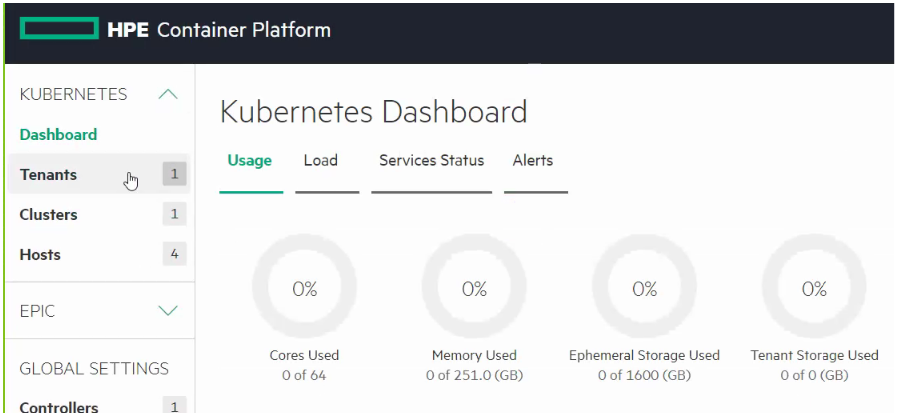 HPE Container Platform
KUBERNETES
Dashboard
Tenants 1
Clusters 1
Hosts 4
EPIC
GLOBAL SETTINGS
Controllers 1
Kubernetes Dashboard
Usage Load Services Status Alerts
0% 0% 0% 0%
Cores Used Memory Used Ephemeral Storage Used Tenant Storage Used
0 of 64 0 of 251.0 (GB) 0 of 1600 (GB) 0 of 0 (GB)